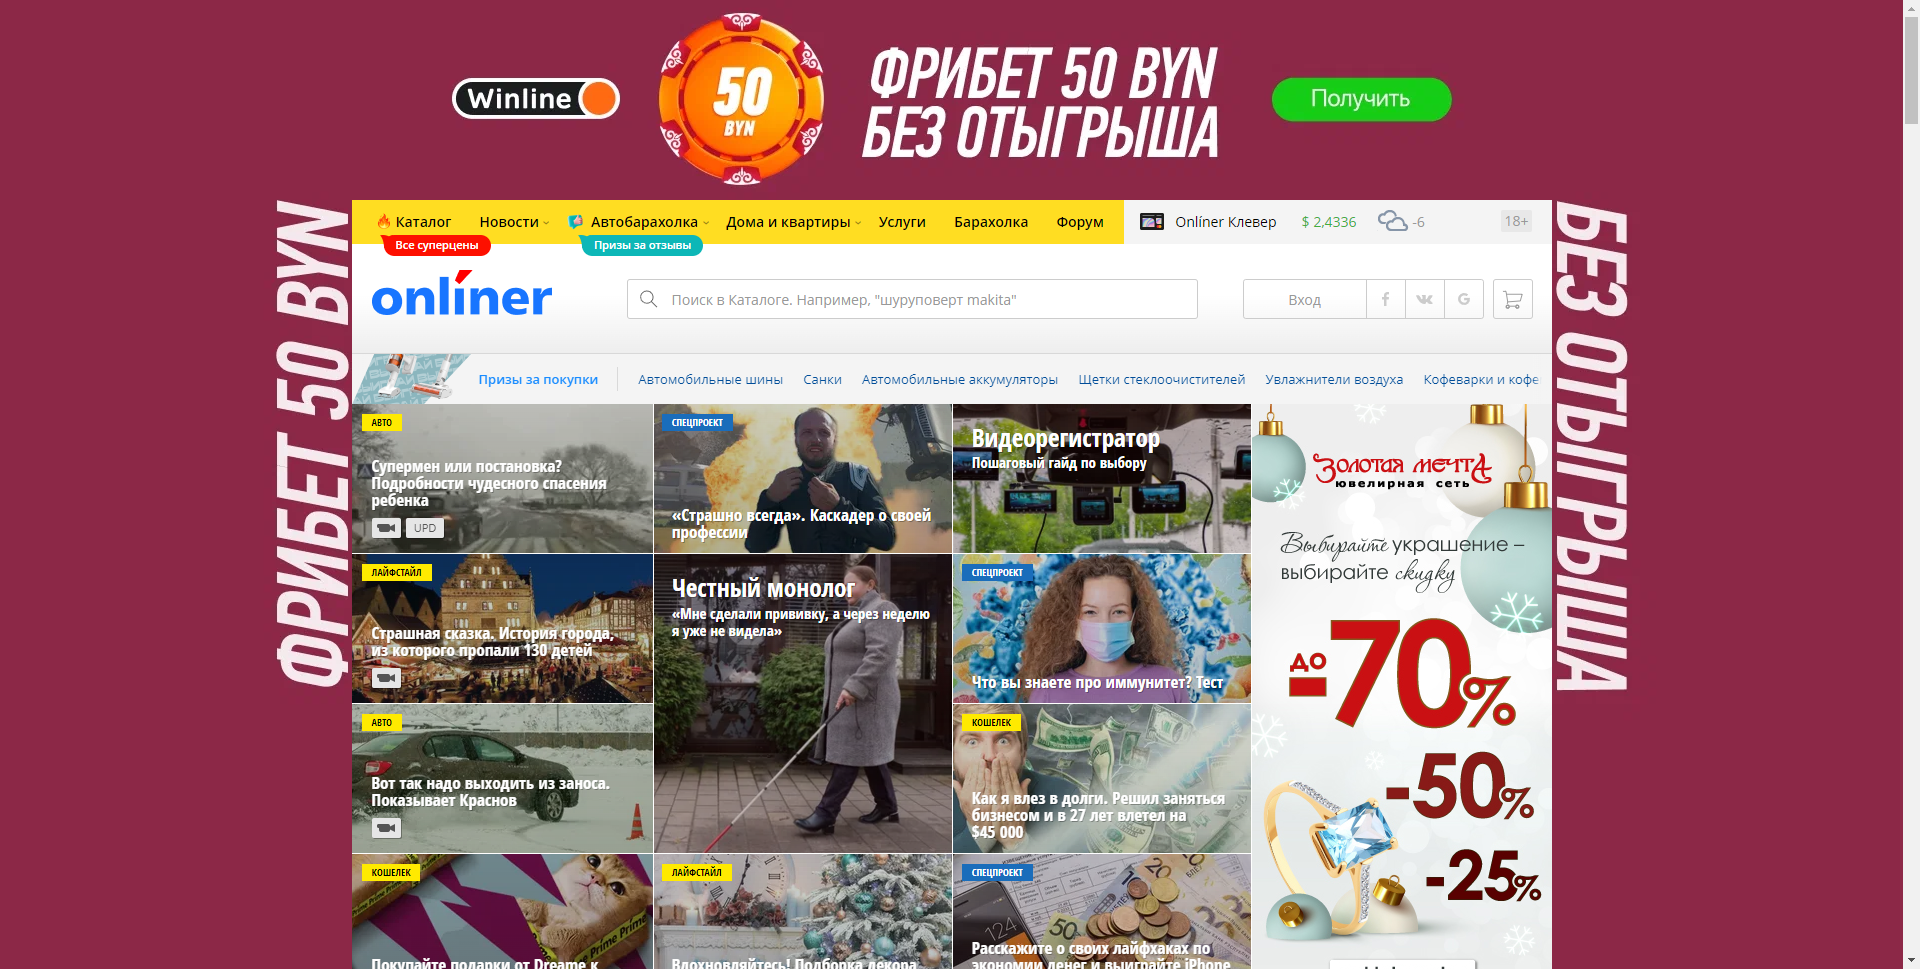 Winline
50
BYN
ФРИБЕТ 50 BYN
БЕЗ ОТЫГРЫША
Получить
ФРИБЕТ 50 BYN
БЕЗ ОТЫГРЫША
Каталог
Новости
Автобарахолка
Дома и квартиры
Услуги
Барахолка
Форум
Onlíner Клевер
$ 2,4336
-6
18+
Все суперцены
Призы за отзывы
onlíner
Поиск в Каталоге. Например, "шуруповерт makita"
Вход
Призы за покупки
Автомобильные шины
Санки
Автомобильные аккумуляторы
Щетки стеклоочистителей
Увлажнители воздуха
Кофеварки и кофе
АВТО
Супермен или постановка?
Подробности чудесного спасения
ребенка
UPD
СПЕЦПРОЕКТ
«Страшно всегда». Каскадер о своей
профессии
Видеорегистратор
Пошаговый гайд по выбору
ЛАЙФСТАЙЛ
Страшная сказка. История города,
из которого пропали 130 детей
Честный монолог
«Мне сделали прививку, а через неделю
я уже не видела»
СПЕЦПРОЕКТ
Что вы знаете про иммунитет? Тест
АВТО
Вот так надо выходить из заноса.
Показывает Краснов
КОШЕЛЕК
Как я влез в долги. Решил заняться
бизнесом и в 27 лет влетел на
$45 000
КОШЕЛЕК
Prime Prime
Покупайте подарки от Dreame к
ЛАЙФСТАЙЛ
Вдохновляйтесь! Подборка декора
СПЕЦПРОЕКТ
124
50
Расскажите о своих лайфхаках по
экономии денег и выиграйте iPhone
Золотая мечта
ювелирная сеть
Выбирайте украшение –
выбирайте скидку
до
-70%
-50%
-25%